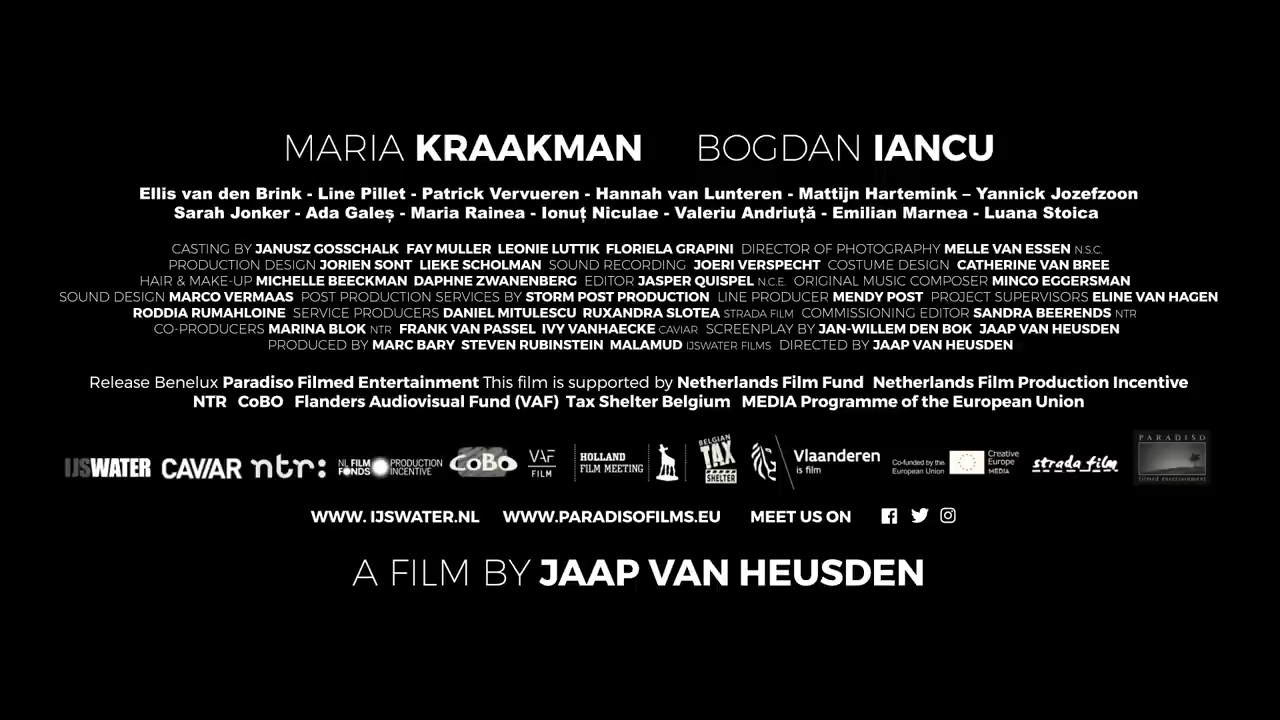 MARIA KRAAKMAN BOGDAN IANCU
Ellis van den Brink - Line Pillet - Patrick Vervueren - Hannah van Lunteren - Mattijn Hartemink – Yannick Jozefzoon
Sarah Jonker - Ada Galeș - Maria Rainea - Ionuț Niculae - Valeriu Andriuță - Emilian Marnea - Luana Stoica
CASTING BY JANUSZ GOSSCHALK FAY MULLER LEONIE LUTTIK FLORIELA GRAPINI DIRECTOR OF PHOTOGRAPHY MELLE VAN ESSEN N.S.C.
PRODUCTION DESIGN JORIEN SONT LIEKE SCHOLMAN SOUND RECORDING JOERI VERSPECHT COSTUME DESIGN CATHERINE VAN BREE
HAIR & MAKE-UP MICHELLE BEECKMAN DAPHNE ZWANENBERG EDITOR JASPER QUISPEL N.C.E. ORIGINAL MUSIC COMPOSER MINCO EGGERSMAN
SOUND DESIGN MARCO VERMAAS POST PRODUCTION SERVICES BY STORM POST PRODUCTION LINE PRODUCER MENDY POST PROJECT SUPERVISORS ELINE VAN HAGEN
RODDIA RUMAHLOINE SERVICE PRODUCERS DANIEL MITULESCU RUXANDRA SLOTEA STRADA FILM COMMISSIONING EDITOR SANDRA BEERENDS NTR
CO-PRODUCERS MARINA BLOK NTR FRANK VAN PASSEL IVY VANHAECKE CAVIAR SCREENPLAY BY JAN-WILLEM DEN BOK JAAP VAN HEUSDEN
PRODUCED BY MARC BARY STEVEN RUBINSTEIN MALAMUD IJSWATER FILMS DIRECTED BY JAAP VAN HEUSDEN
Release Benelux Paradiso Filmed Entertainment This film is supported by Netherlands Film Fund Netherlands Film Production Incentive
NTR CoBO Flanders Audiovisual Fund (VAF) Tax Shelter Belgium MEDIA Programme of the European Union
IJSWATER CAVIAR ntr: NL FILM FONDS PRODUCTION INCENTIVE CoBO VAF FILM HOLLAND FILM MEETING BELGIAN TAX SHELTER Vlaanderen is film Co-funded by the European Union Creative Europe MEDIA strada film PARADISO filmed entertainment
WWW. IJSWATER.NL WWW.PARADISOFILMS.EU MEET US ON
A FILM BY JAAP VAN HEUSDEN